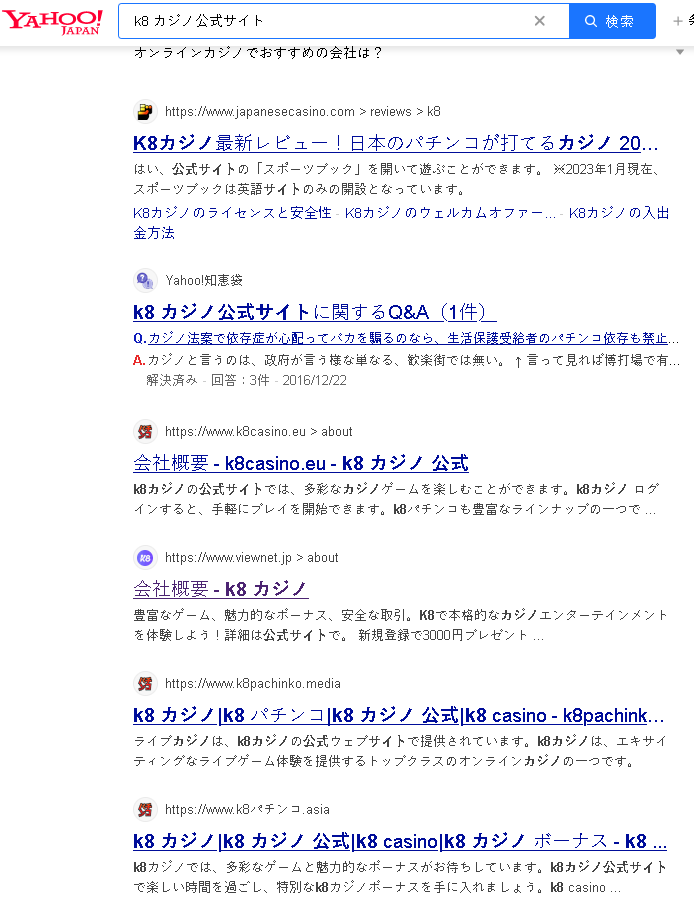 YAHOO!
JAPAN
k8 カジノ公式サイト
検索
オンラインカジノでおすすめの会社は？
https://www.japanesecasino.com > reviews > k8
K8カジノ最新レビュー！日本のパチンコが打てるカジノ 20...
はい、公式サイトの「スポーツブック」を開いて遊ぶことができます。 ※2023年1月現在、
スポーツブックは英語サイトのみの開設となっています。
K8カジノのライセンスと安全性 - K8カジノのウェルカムオファー... - K8カジノの入出
金方法
Yahoo!知恵袋
k8 カジノ公式サイトに関するQ&A（1件）
Q.カジノ法案で依存症が心配ってバカを騙るのなら、生活保護受給者のパチンコ依存も禁止...
A.カジノと言うのは、政府が言う様な単なる、歓楽街では無い。 ↑ 言って見れば博打場で有...
解決済み - 回答：3件 - 2016/12/22
https://www.k8casino.eu > about
会社概要 - k8casino.eu - k8 カジノ 公式
k8カジノの公式サイトでは、多彩なカジノゲームを楽しむことができます。k8カジノ ログ
インすると、手軽にプレイを開始できます。k8パチンコも豊富なラインナップの一つで ...
K8
https://www.viewnet.jp > about
会社概要 - k8 カジノ
豊富なゲーム、魅力的なボーナス、安全な取引。K8で本格的なカジノエンターテインメント
を体験しよう！詳細は公式サイトで。 新規登録で3000円プレゼント ...
https://www.k8pachinko.media
k8 カジノ|k8 パチンコ|k8 カジノ 公式|k8 casino - k8pachink...
ライブカジノは、k8カジノの公式ウェブサイトで提供されています。k8カジノは、エキサイ
ティングなライブゲーム体験を提供するトップクラスのオンラインカジノの一つです。
https://www.k8パチンコ.asia
k8 カジノ|k8 カジノ 公式|k8 casino|k8 カジノ ボーナス - k8 ...
k8カジノでは、多彩なゲームと魅力的なボーナスがお待ちしています。k8カジノ公式サイト
で楽しい時間を過ごし、特別なk8カジノボーナスを手に入れましょう。k8 casino ...